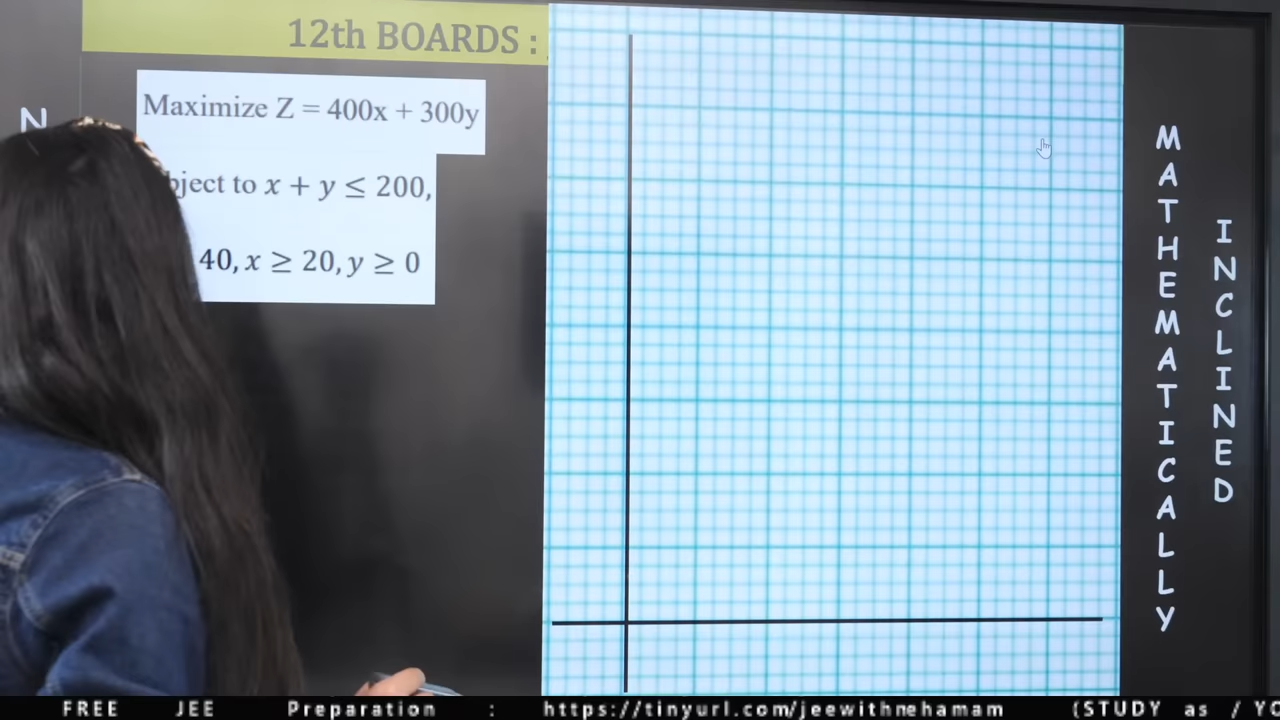 12th BOARDS :
N
Maximize Z = 400x + 300y
to x + y ≤ 200,
40, x ≥ 20, y ≥ 0
MATHEMATICALLY
INCLINED
FREE JEE Preparation : https://tinyurl.com/jeewithnehamam (STUDY as / YO